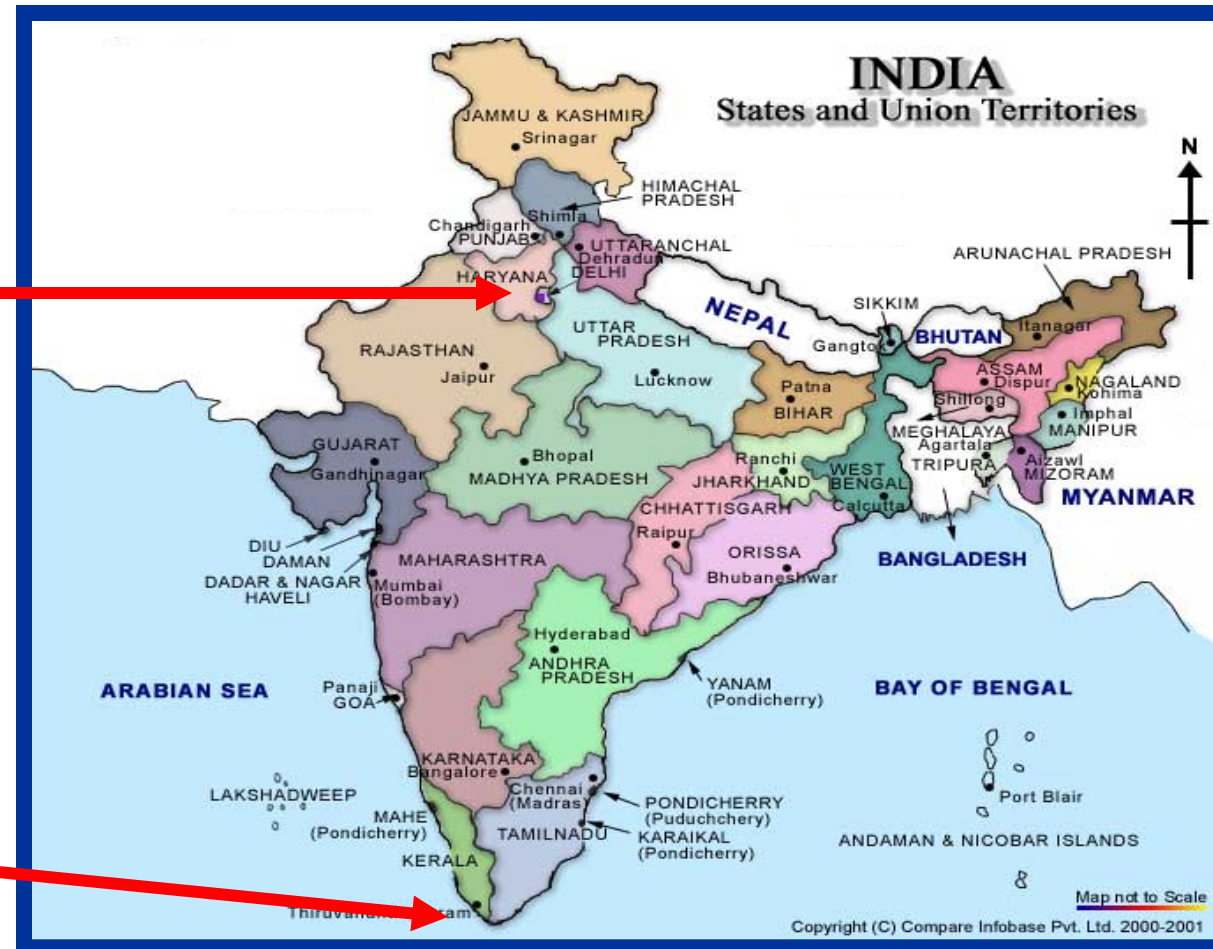 INDIA
States and Union Territories
N
JAMMU & KASHMIR
Srinagar
HIMACHAL
PRADESH
Shimla
Chandigarh
PUNJAB
UTTARANCHAL
Dehradun
DELHI
HARYANA
ARUNACHAL PRADESH
SIKKIM
NEPAL
BHUTAN
Itanagar
Gangtok
UTTAR
PRADESH
RAJASTHAN
Jaipur
Lucknow
Patna
BIHAR
ASSAM
Dispur
NAGALAND
Kohima
Shillong
Imphal
MEGHALAYA
MANIPUR
Agartala
TRIPURA
Aizawl
MIZORAM
GUJARAT
Gandhinagar
Bhopal
MADHYA PRADESH
Ranchi
JHARKHAND
WEST
BENGAL
Calcutta
MYANMAR
CHHATTISGARH
Raipur
ORISSA
Bhubaneshwar
BANGLADESH
DIU
DAMAN
DADAR & NAGAR
HAVELI
MAHARASHTRA
Mumbai
(Bombay)
Hyderabad
ANDHRA
PRADESH
YANAM
(Pondicherry)
ARABIAN SEA
BAY OF BENGAL
Panaji
GOA
KARNATAKA
Bangalore
LAKSHADWEEP
Chennai
(Madras)
PONDICHERRY
(Puduchchery)
MAHE
(Pondicherry)
TAMILNADU
KARAIKAL
(Pondicherry)
KERALA
Port Blair
ANDAMAN & NICOBAR ISLANDS
Map not to Scale
Copyright (C) Compare Infobase Pvt. Ltd. 2000-2001